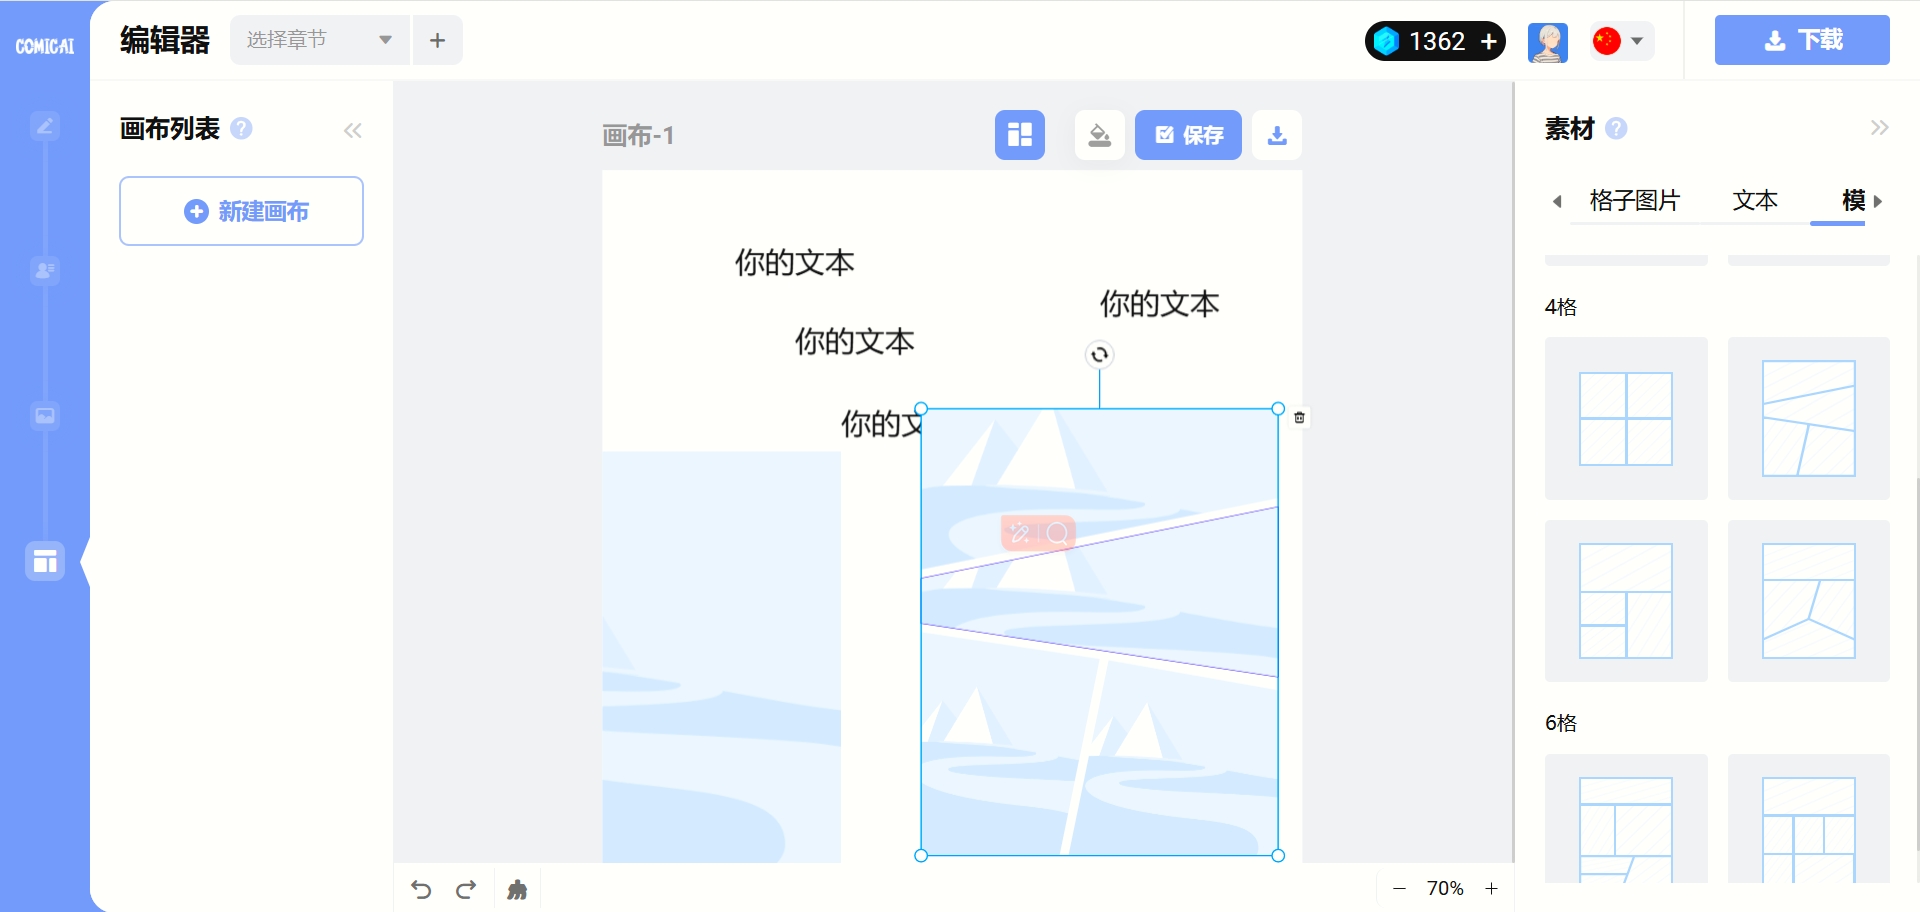 COMICAI
编辑器
选择章节
+
1362 +
下载
画布列表 ?
新建画布
画布-1
保存
你的文本
你的文本
你的文本
你的文
70%
素材 ?
格子图片 文本 模
4格
6格